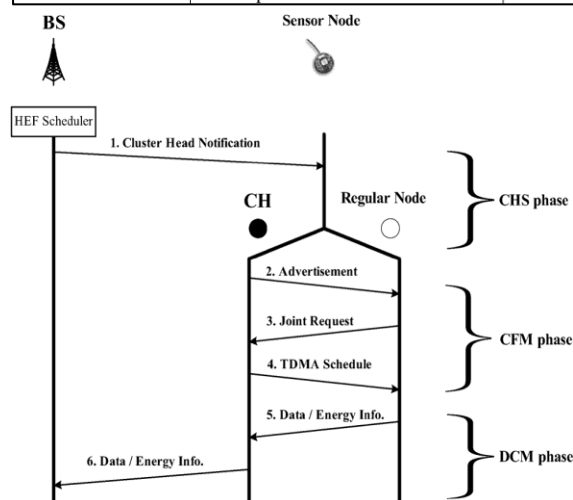 BS
Sensor Node
HEF Scheduler
1. Cluster Head Notification
CHS phase
CH
Regular Node
2. Advertisement
3. Joint Request
4. TDMA Schedule
CFM phase
5. Data / Energy Info.
6. Data / Energy Info.
DCM phase